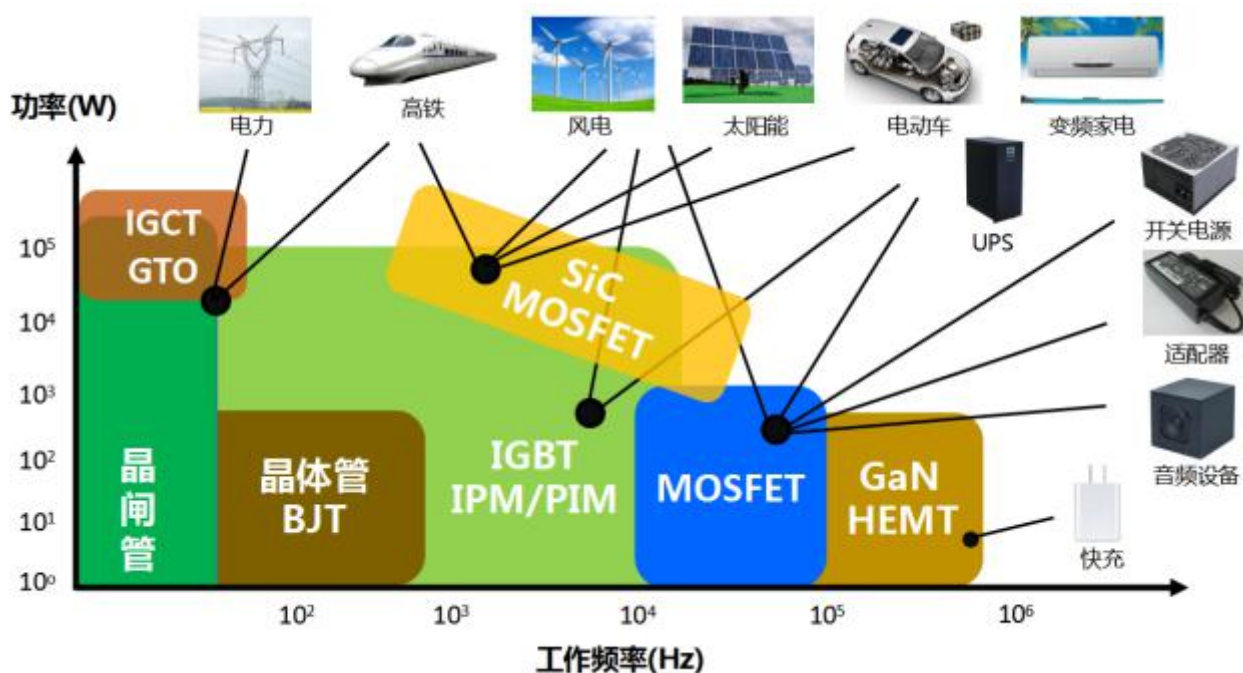 功率(W)
电力
高铁
风电
太阳能
电动车
变频家电
UPS
开关电源
适配器
音频设备
快充
IGCT
GTO
SiC
MOSFET
晶
闸
管
晶体管
BJT
IGBT
IPM/PIM
MOSFET
GaN
HEMT
10⁵
10⁴
10³
10²
10¹
10⁰
10²
10³
10⁴
10⁵
10⁶
工作频率(Hz)